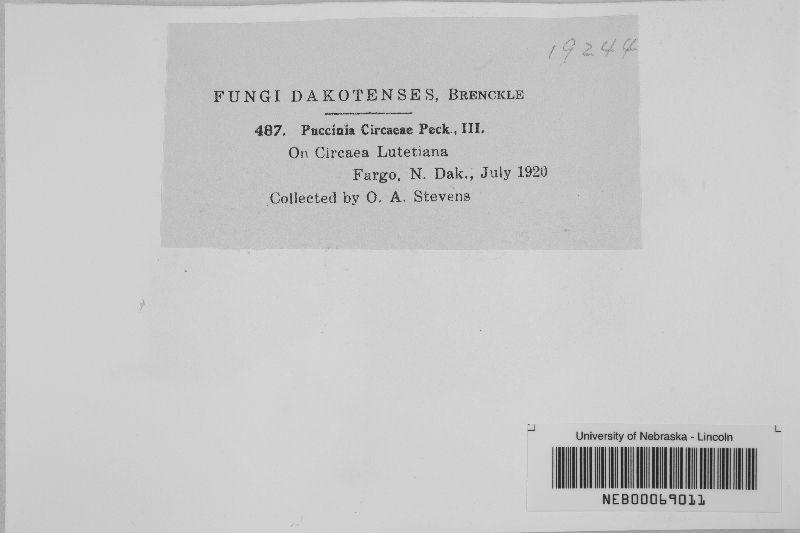 19244
FUNGI DAKOTENSES, BRENCKLE
487. Puccinia Circaeae Peck., III.
On Circaea Lutetiana
Fargo, N. Dak., July 1920
Collected by O. A. Stevens
University of Nebraska - Lincoln
NEB00069011